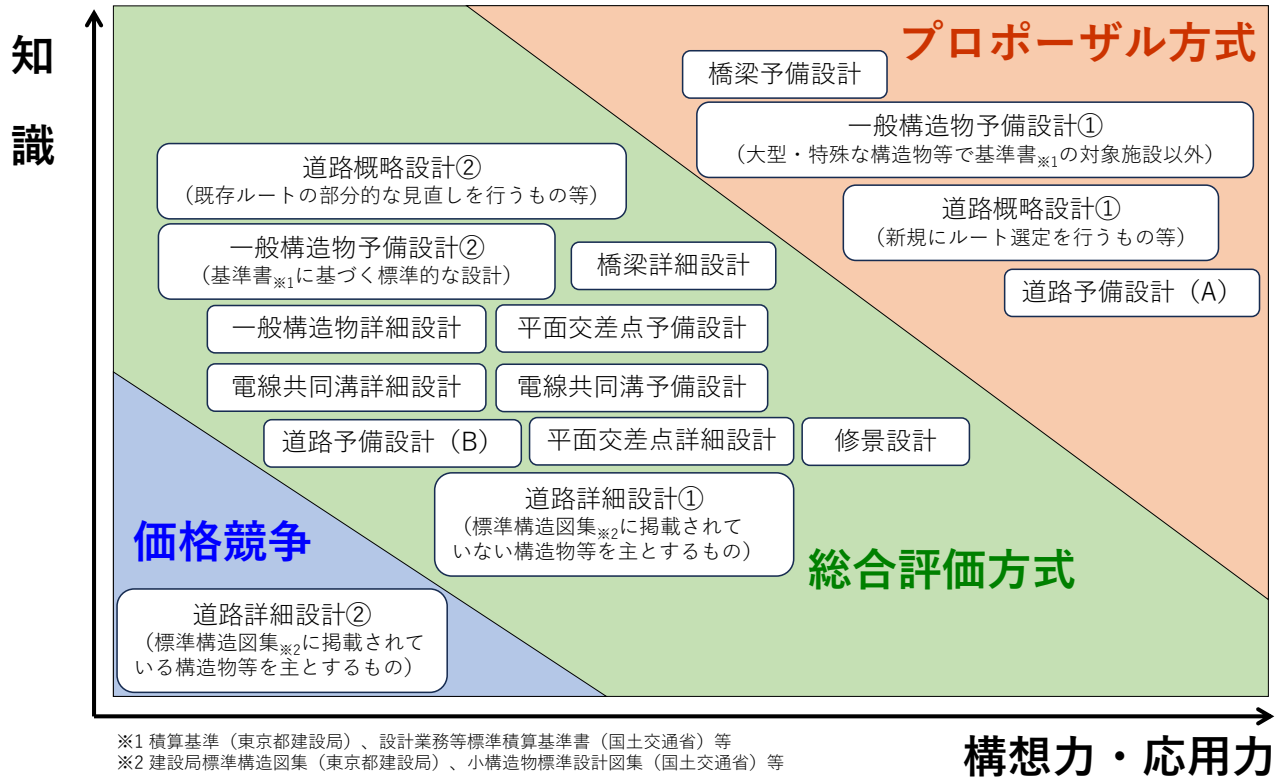 知
識
プロポーザル方式
橋梁予備設計
一般構造物予備設計①
（大型・特殊な構造物等で基準書※1の対象施設以外）
道路概略設計②
（既存ルートの部分的な見直しを行うもの等）
道路概略設計①
（新規にルート選定を行うもの等）
一般構造物予備設計②
（基準書※1に基づく標準的な設計）
橋梁詳細設計
道路予備設計（A）
一般構造物詳細設計
平面交差点予備設計
電線共同溝詳細設計
電線共同溝予備設計
道路予備設計（B）
平面交差点詳細設計
修景設計
道路詳細設計①
（標準構造図集※2に掲載されて
いない構造物等を主とするもの）
価格競争
総合評価方式
道路詳細設計②
（標準構造図集※2に掲載されて
いる構造物等を主とするもの）
※1 積算基準（東京都建設局）、設計業務等標準積算基準書（国土交通省）等
※2 建設局標準構造図集（東京都建設局）、小構造物標準設計図集（国土交通省）等
構想力・応用力